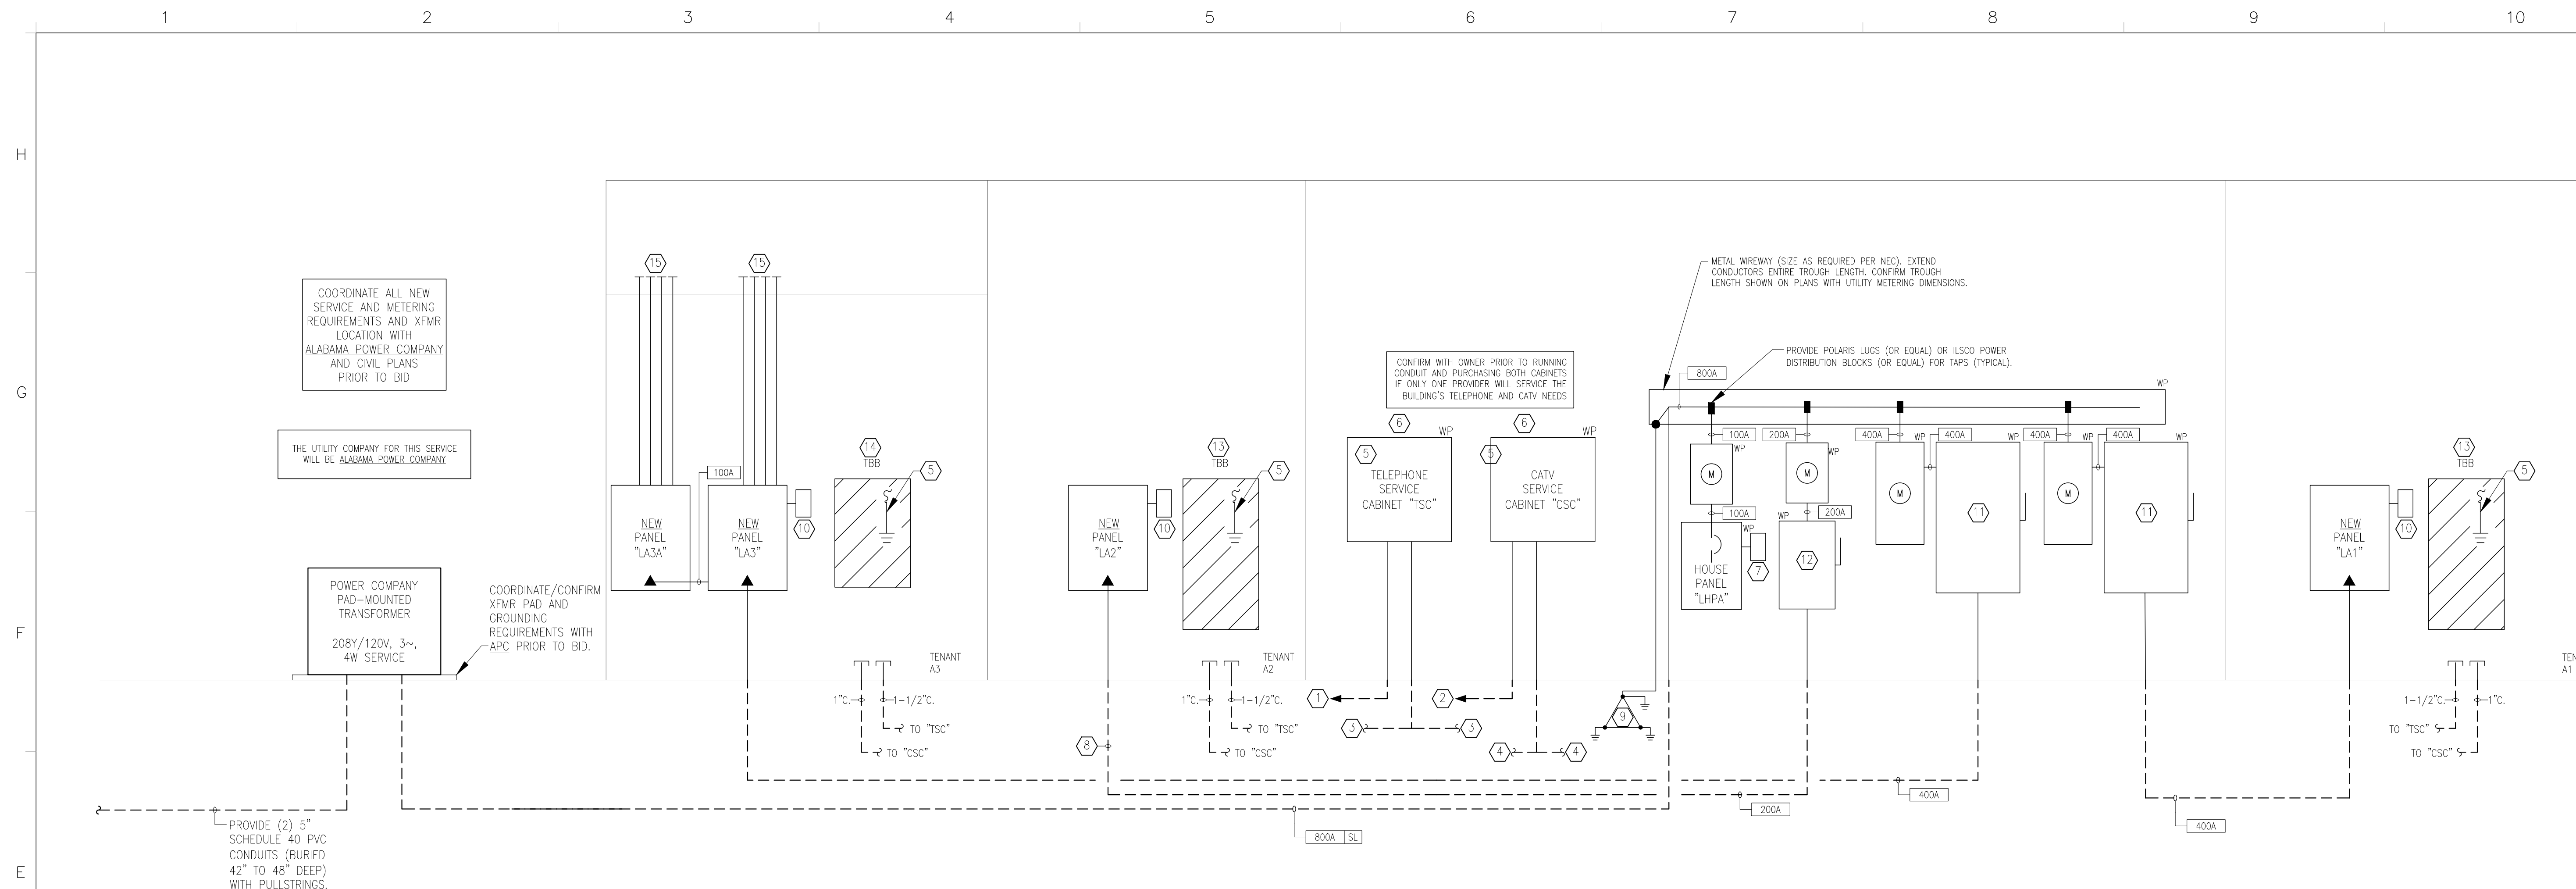 1 2 3 4 5 6 7 8 9 10
H
G
F
E
COORDINATE ALL NEW
SERVICE AND METERING
REQUIREMENTS AND XFMR
LOCATION WITH
ALABAMA POWER COMPANY
AND CIVIL PLANS
PRIOR TO BID
THE UTILITY COMPANY FOR THIS SERVICE
WILL BE ALABAMA POWER COMPANY
POWER COMPANY
PAD-MOUNTED
TRANSFORMER
208Y/120V, 3~,
4W SERVICE
COORDINATE/CONFIRM
XFMR PAD AND
GROUNDING
REQUIREMENTS WITH
APC PRIOR TO BID.
PROVIDE (2) 5"
SCHEDULE 40 PVC
CONDUITS (BURIED
42" TO 48" DEEP)
WITH PULLSTRINGS.
15
15
100A
NEW
PANEL
"LA3A"
NEW
PANEL
"LA3"
10
14
TBB
5
TENANT
A3
1"C.
1-1/2"C.
TO "TSC"
TO "CSC"
NEW
PANEL
"LA2"
10
13
TBB
5
TENANT
A2
1"C.
1-1/2"C.
TO "TSC"
TO "CSC"
8
CONFIRM WITH OWNER PRIOR TO RUNNING
CONDUIT AND PURCHASING BOTH CABINETS
IF ONLY ONE PROVIDER WILL SERVICE THE
BUILDING'S TELEPHONE AND CATV NEEDS
6
WP
5
TELEPHONE
SERVICE
CABINET "TSC"
6
WP
5
CATV
SERVICE
CABINET "CSC"
1
2
3
3
4
4
9
METAL WIREWAY (SIZE AS REQUIRED PER NEC). EXTEND
CONDUCTORS ENTIRE TROUGH LENGTH. CONFIRM TROUGH
LENGTH SHOWN ON PLANS WITH UTILITY METERING DIMENSIONS.
PROVIDE POLARIS LUGS (OR EQUAL) OR ILSCO POWER
DISTRIBUTION BLOCKS (OR EQUAL) FOR TAPS (TYPICAL).
800A
WP
100A
200A
400A
WP
400A
WP
400A
WP
400A
WP
WP
M
WP
M
M
M
100A
WP
200A
WP
HOUSE
PANEL
"LHPA"
7
12
11
11
200A
400A
400A
800A SL
NEW
PANEL
"LA1"
10
13
TBB
5
A1
1-1/2"C.
1"C.
TO "TSC"
TO "CSC"